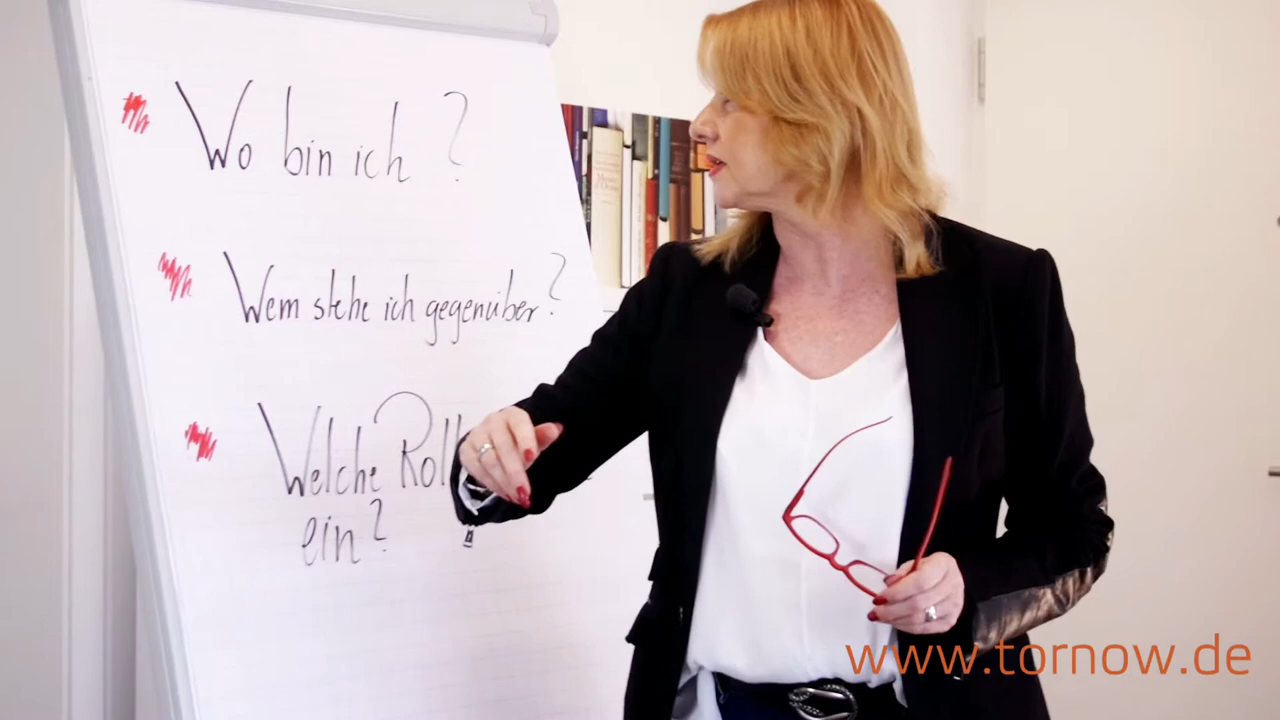 Wo bin ich ?
Wem stehe ich gegenüber?
Welche
ein?
www.tornow.de